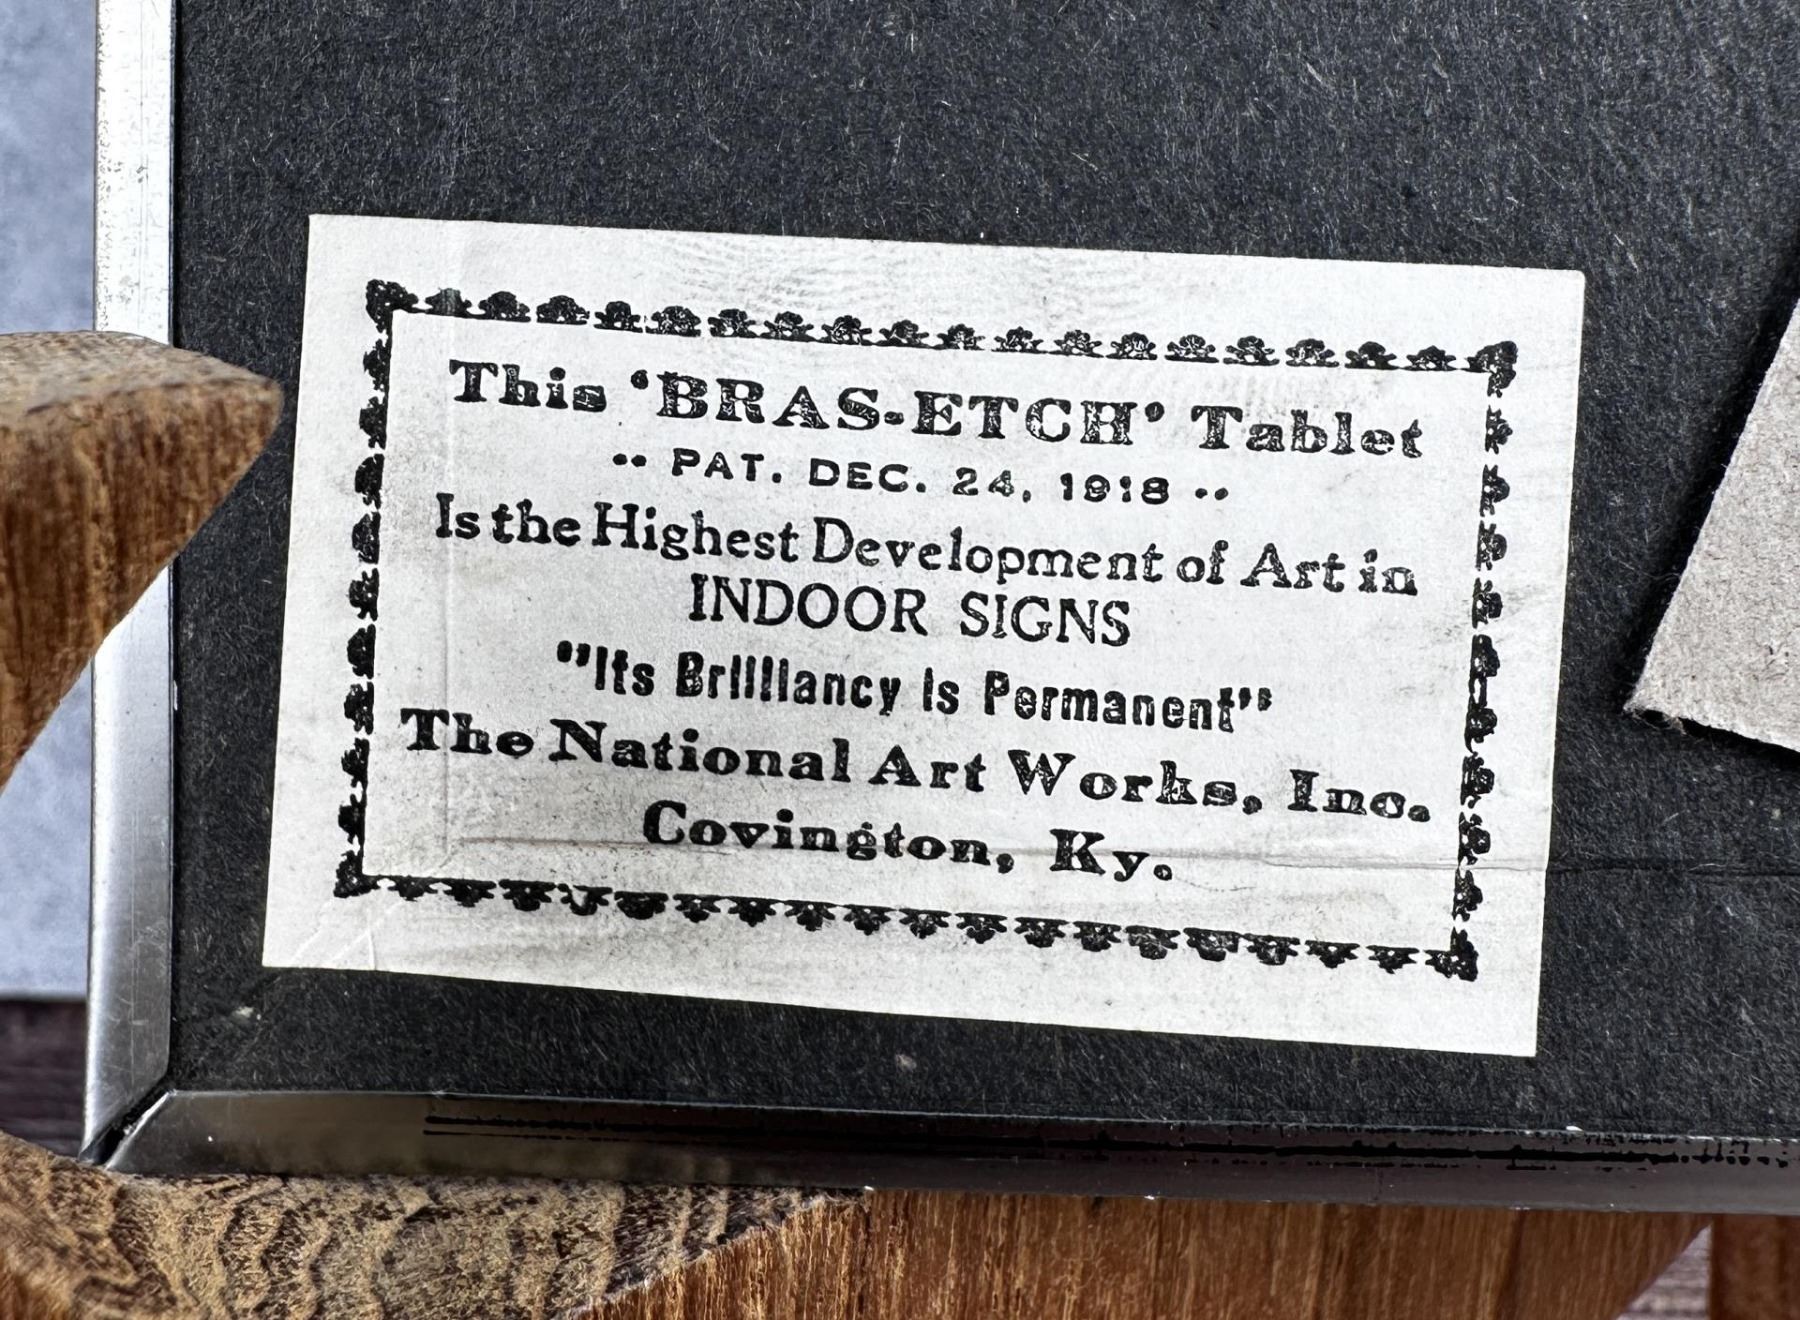 This 'BRAS-ETCH' Tablet
•• PAT. DEC. 24, 1918 ••
Is the Highest Development of Art in
INDOOR SIGNS
"Its Brilliancy is Permanent"
The National Art Works, Inc.
Covington, Ky.